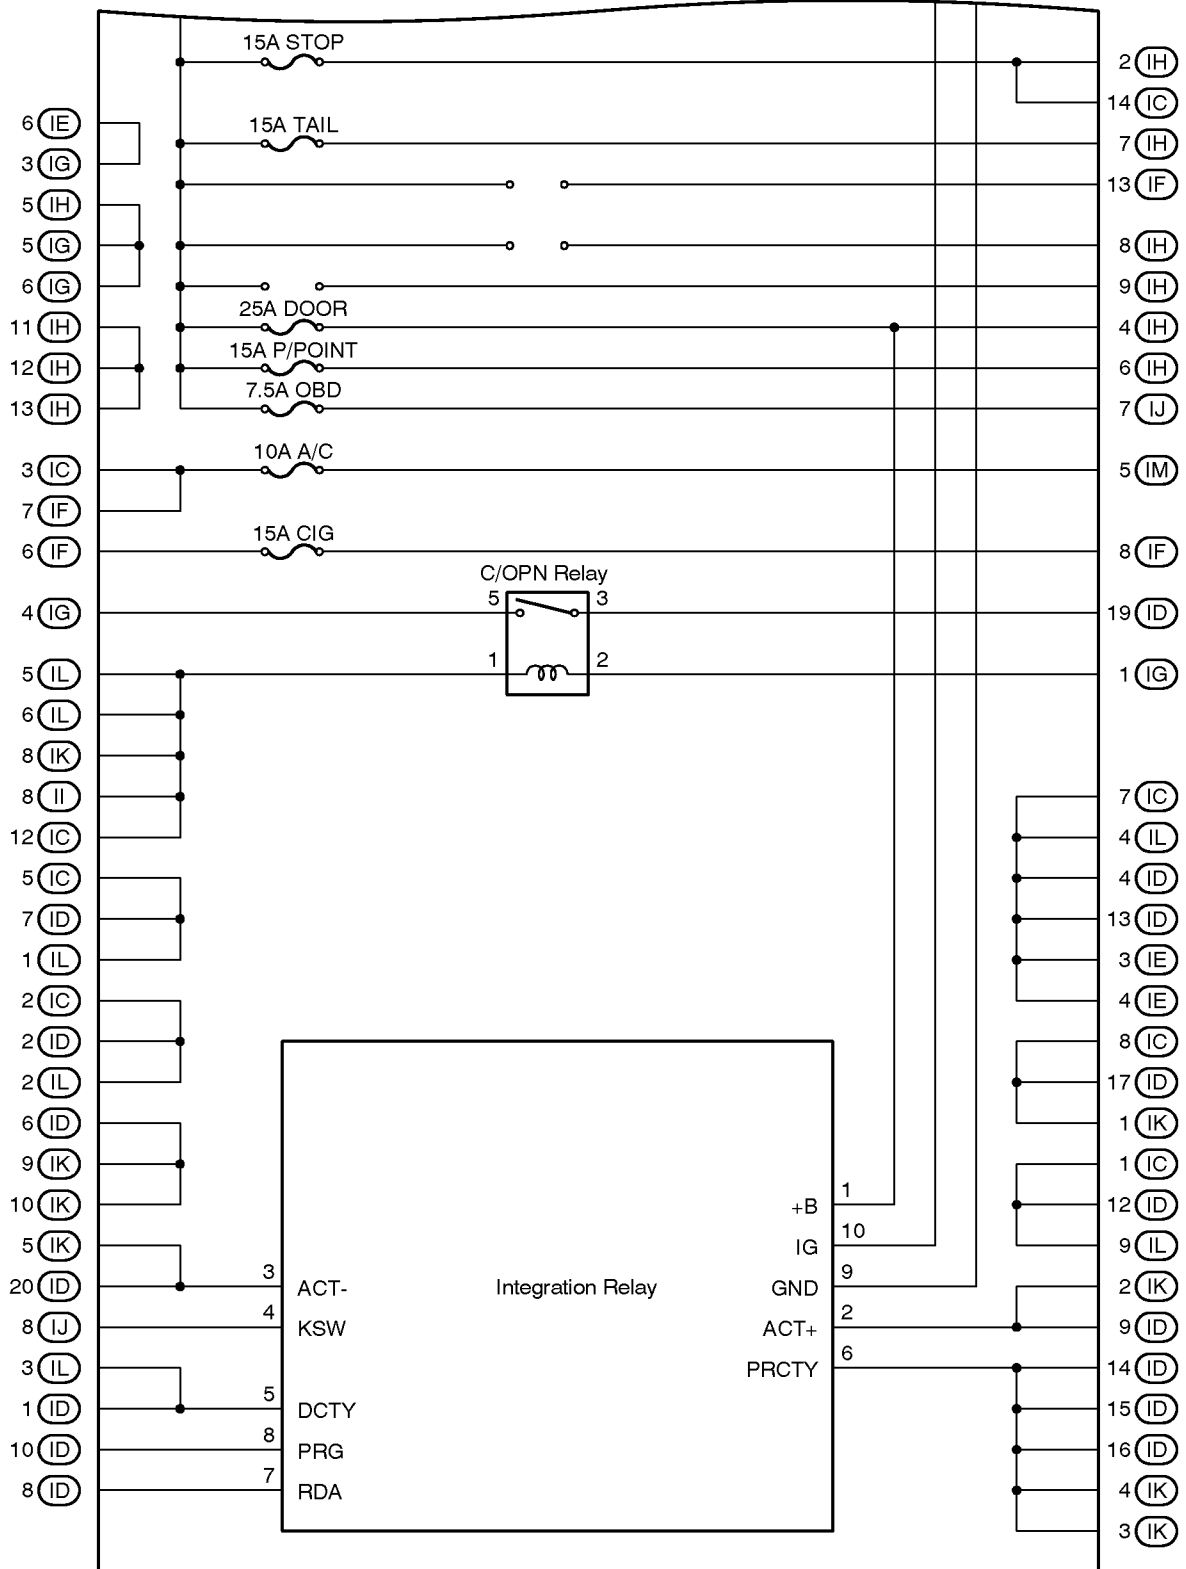 15A STOP
2 IH
14 IC
6 IE
15A TAIL
7 IH
3 IG
13 IF
5 IH
5 IG
8 IH
6 IG
9 IH
25A DOOR
11 IH
4 IH
15A P/POINT
12 IH
6 IH
7.5A OBD
13 IH
7 IJ
10A A/C
3 IC
5 IM
7 IF
15A CIG
6 IF
8 IF
C/OPN Relay
4 IG
5 3
19 ID
5 IL
1 2
1 IG
6 IL
8 IK
8 II
7 IC
12 IC
4 IL
5 IC
4 ID
7 ID
13 ID
1 IL
3 IE
2 IC
4 IE
2 ID
8 IC
2 IL
17 ID
6 ID
1 IK
9 IK
1 IC
10 IK
+B 1
12 ID
5 IK
IG 10
9 IL
20 ID
3 ACT-
Integration Relay
GND 9
2 IK
8 IJ
4 KSW
ACT+ 2
9 ID
3 IL
PRCTY 6
14 ID
1 ID
5 DCTY
15 ID
10 ID
8 PRG
16 ID
8 ID
7 RDA
4 IK
3 IK